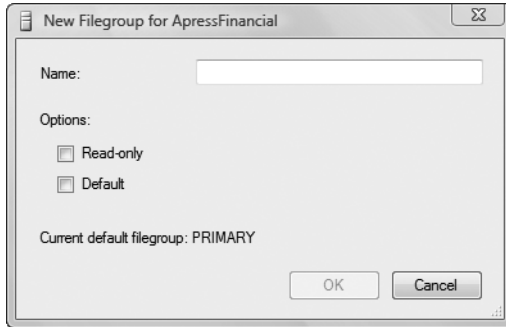 New Filegroup for ApressFinancial
Name:
Options:
Read-only
Default
Current default filegroup: PRIMARY
OK Cancel